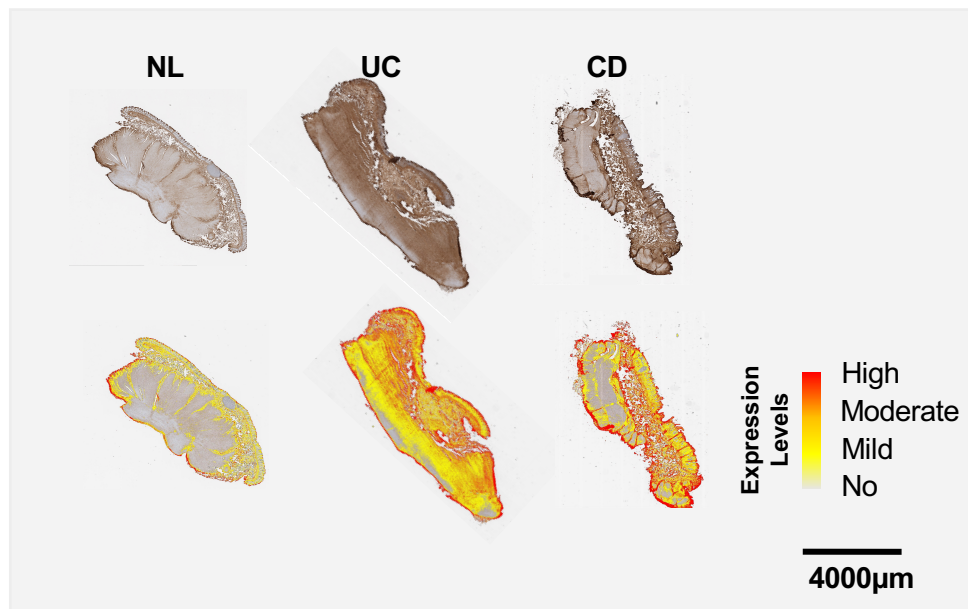 NL UC CD
High
Moderate
Mild
No
Expression
Levels
4000µm